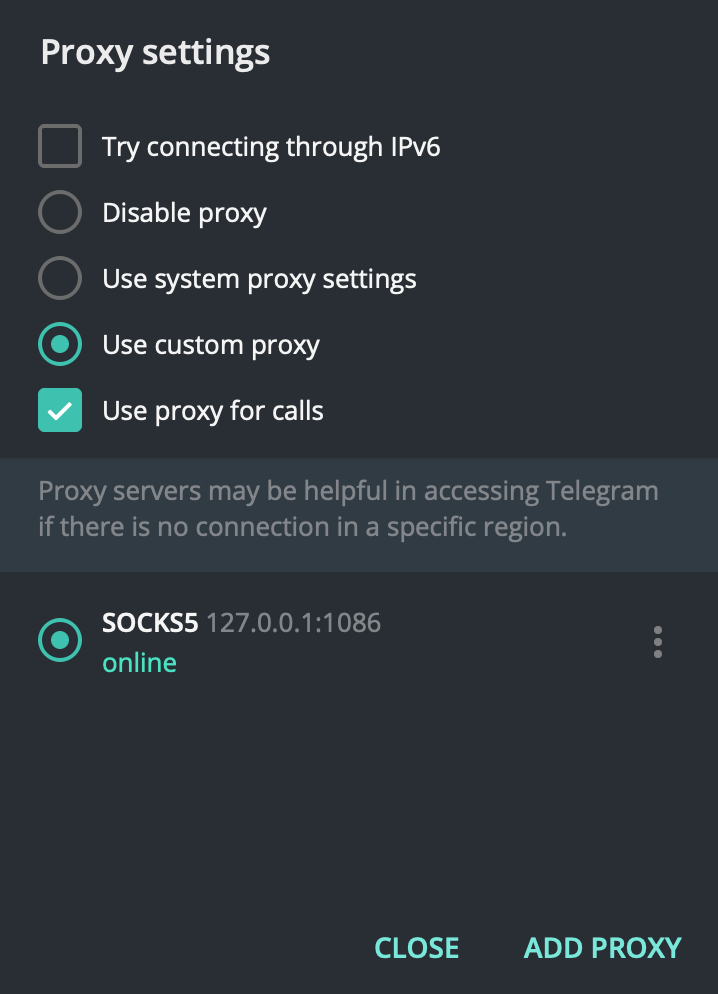 Proxy settings
Try connecting through IPv6
Disable proxy
Use system proxy settings
Use custom proxy
Use proxy for calls
Proxy servers may be helpful in accessing Telegram
if there is no connection in a specific region.
SOCKS5 127.0.0.1:1086
online
CLOSE ADD PROXY